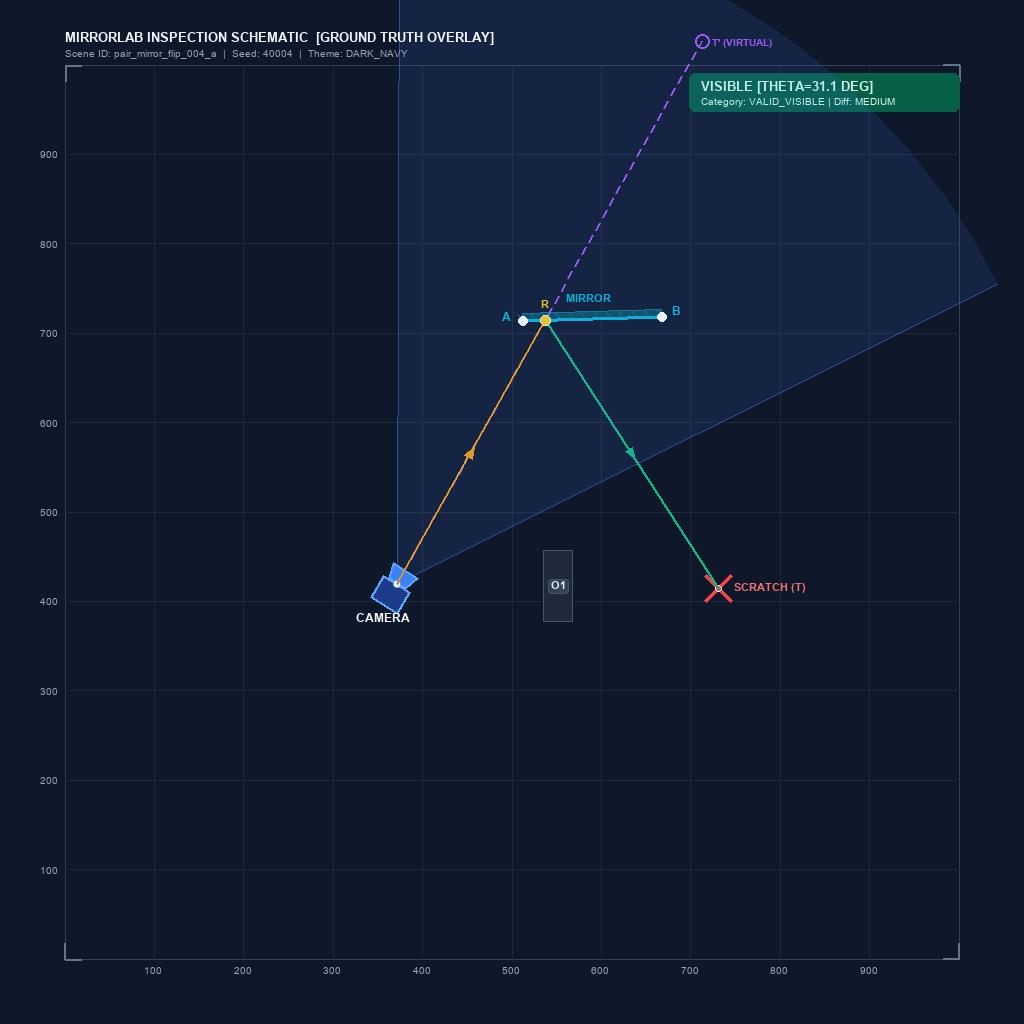 MIRRORLAB INSPECTION SCHEMATIC  [GROUND TRUTH OVERLAY]
Scene ID: pair_mirror_flip_004_a  |  Seed: 40004  |  Theme: DARK_NAVY
T' (VIRTUAL)
VISIBLE [THETA=31.1 DEG]
Category: VALID_VISIBLE | Diff: MEDIUM
900
800
R
MIRROR
A
B
700
600
500
O1
SCRATCH (T)
400
CAMERA
300
200
100
100
200
300
400
500
600
700
800
900